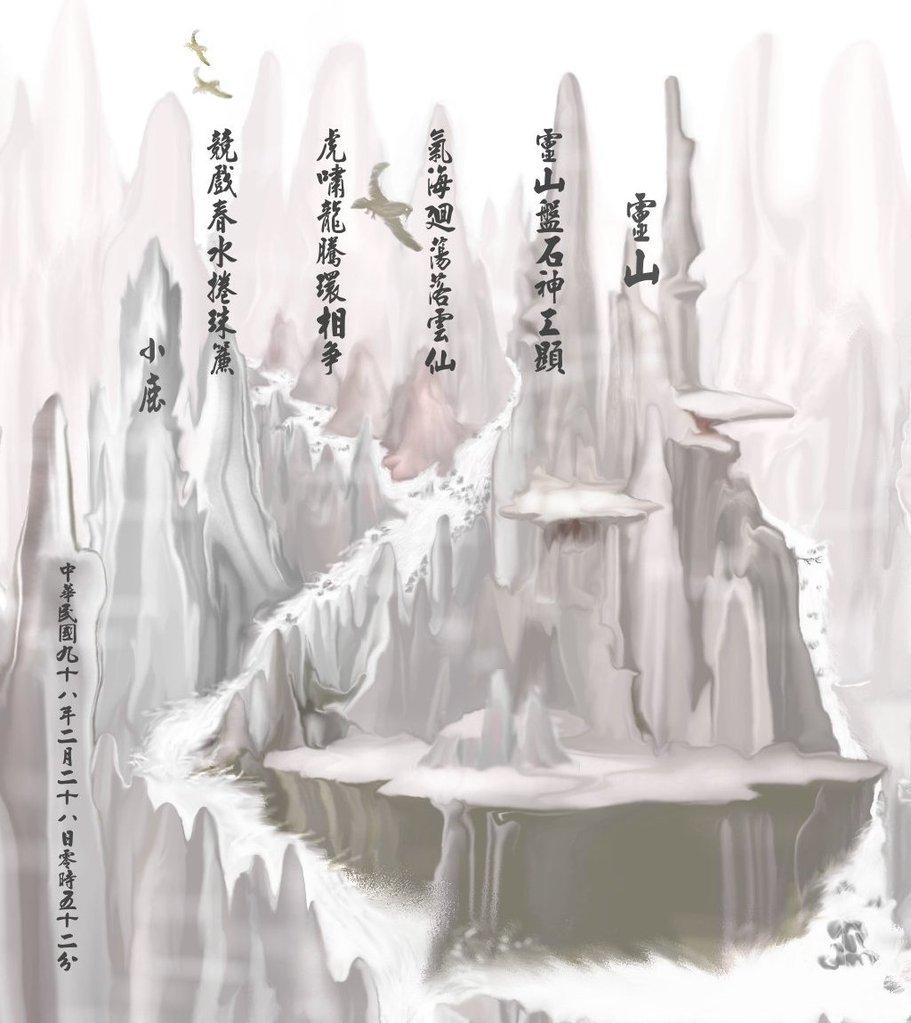 靈山
靈山盤石神工顯
氣海廻蕩落雲仙
虎嘯龍騰環相爭
競戲春水捲珠簾
小鹿
中華民國九十八年二月二十八日零時五十二分